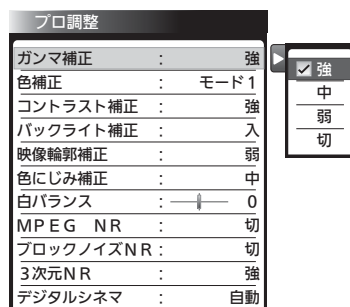 プロ調整
ガンマ補正 : 強
色補正 : モード1
コントラスト補正 : 強
バックライト補正 : 入
映像輪郭補正 : 弱
色にじみ補正 : 中
白バランス : 0
MPEG NR : 切
ブロックノイズNR : 切
3次元NR : 強
デジタルシネマ : 自動
強
中
弱
切